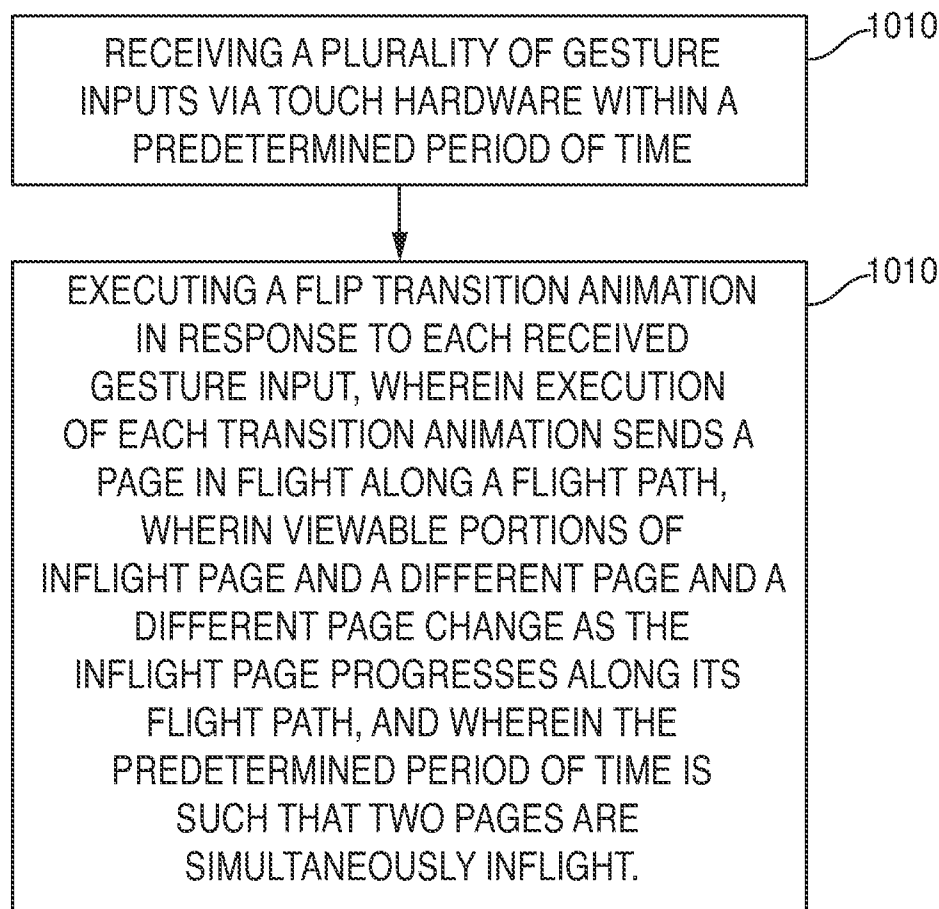 RECEIVING A PLURALITY OF GESTURE
INPUTS VIA TOUCH HARDWARE WITHIN A
PREDETERMINED PERIOD OF TIME
1010
EXECUTING A FLIP TRANSITION ANIMATION
IN RESPONSE TO EACH RECEIVED
GESTURE INPUT, WHEREIN EXECUTION
OF EACH TRANSITION ANIMATION SENDS A
PAGE IN FLIGHT ALONG A FLIGHT PATH,
WHERIN VIEWABLE PORTIONS OF
INFLIGHT PAGE AND A DIFFERENT PAGE AND A
DIFFERENT PAGE CHANGE AS THE
INFLIGHT PAGE PROGRESSES ALONG ITS
FLIGHT PATH, AND WHEREIN THE
PREDETERMINED PERIOD OF TIME IS
SUCH THAT TWO PAGES ARE
SIMULTANEOUSLY INFLIGHT.
1010